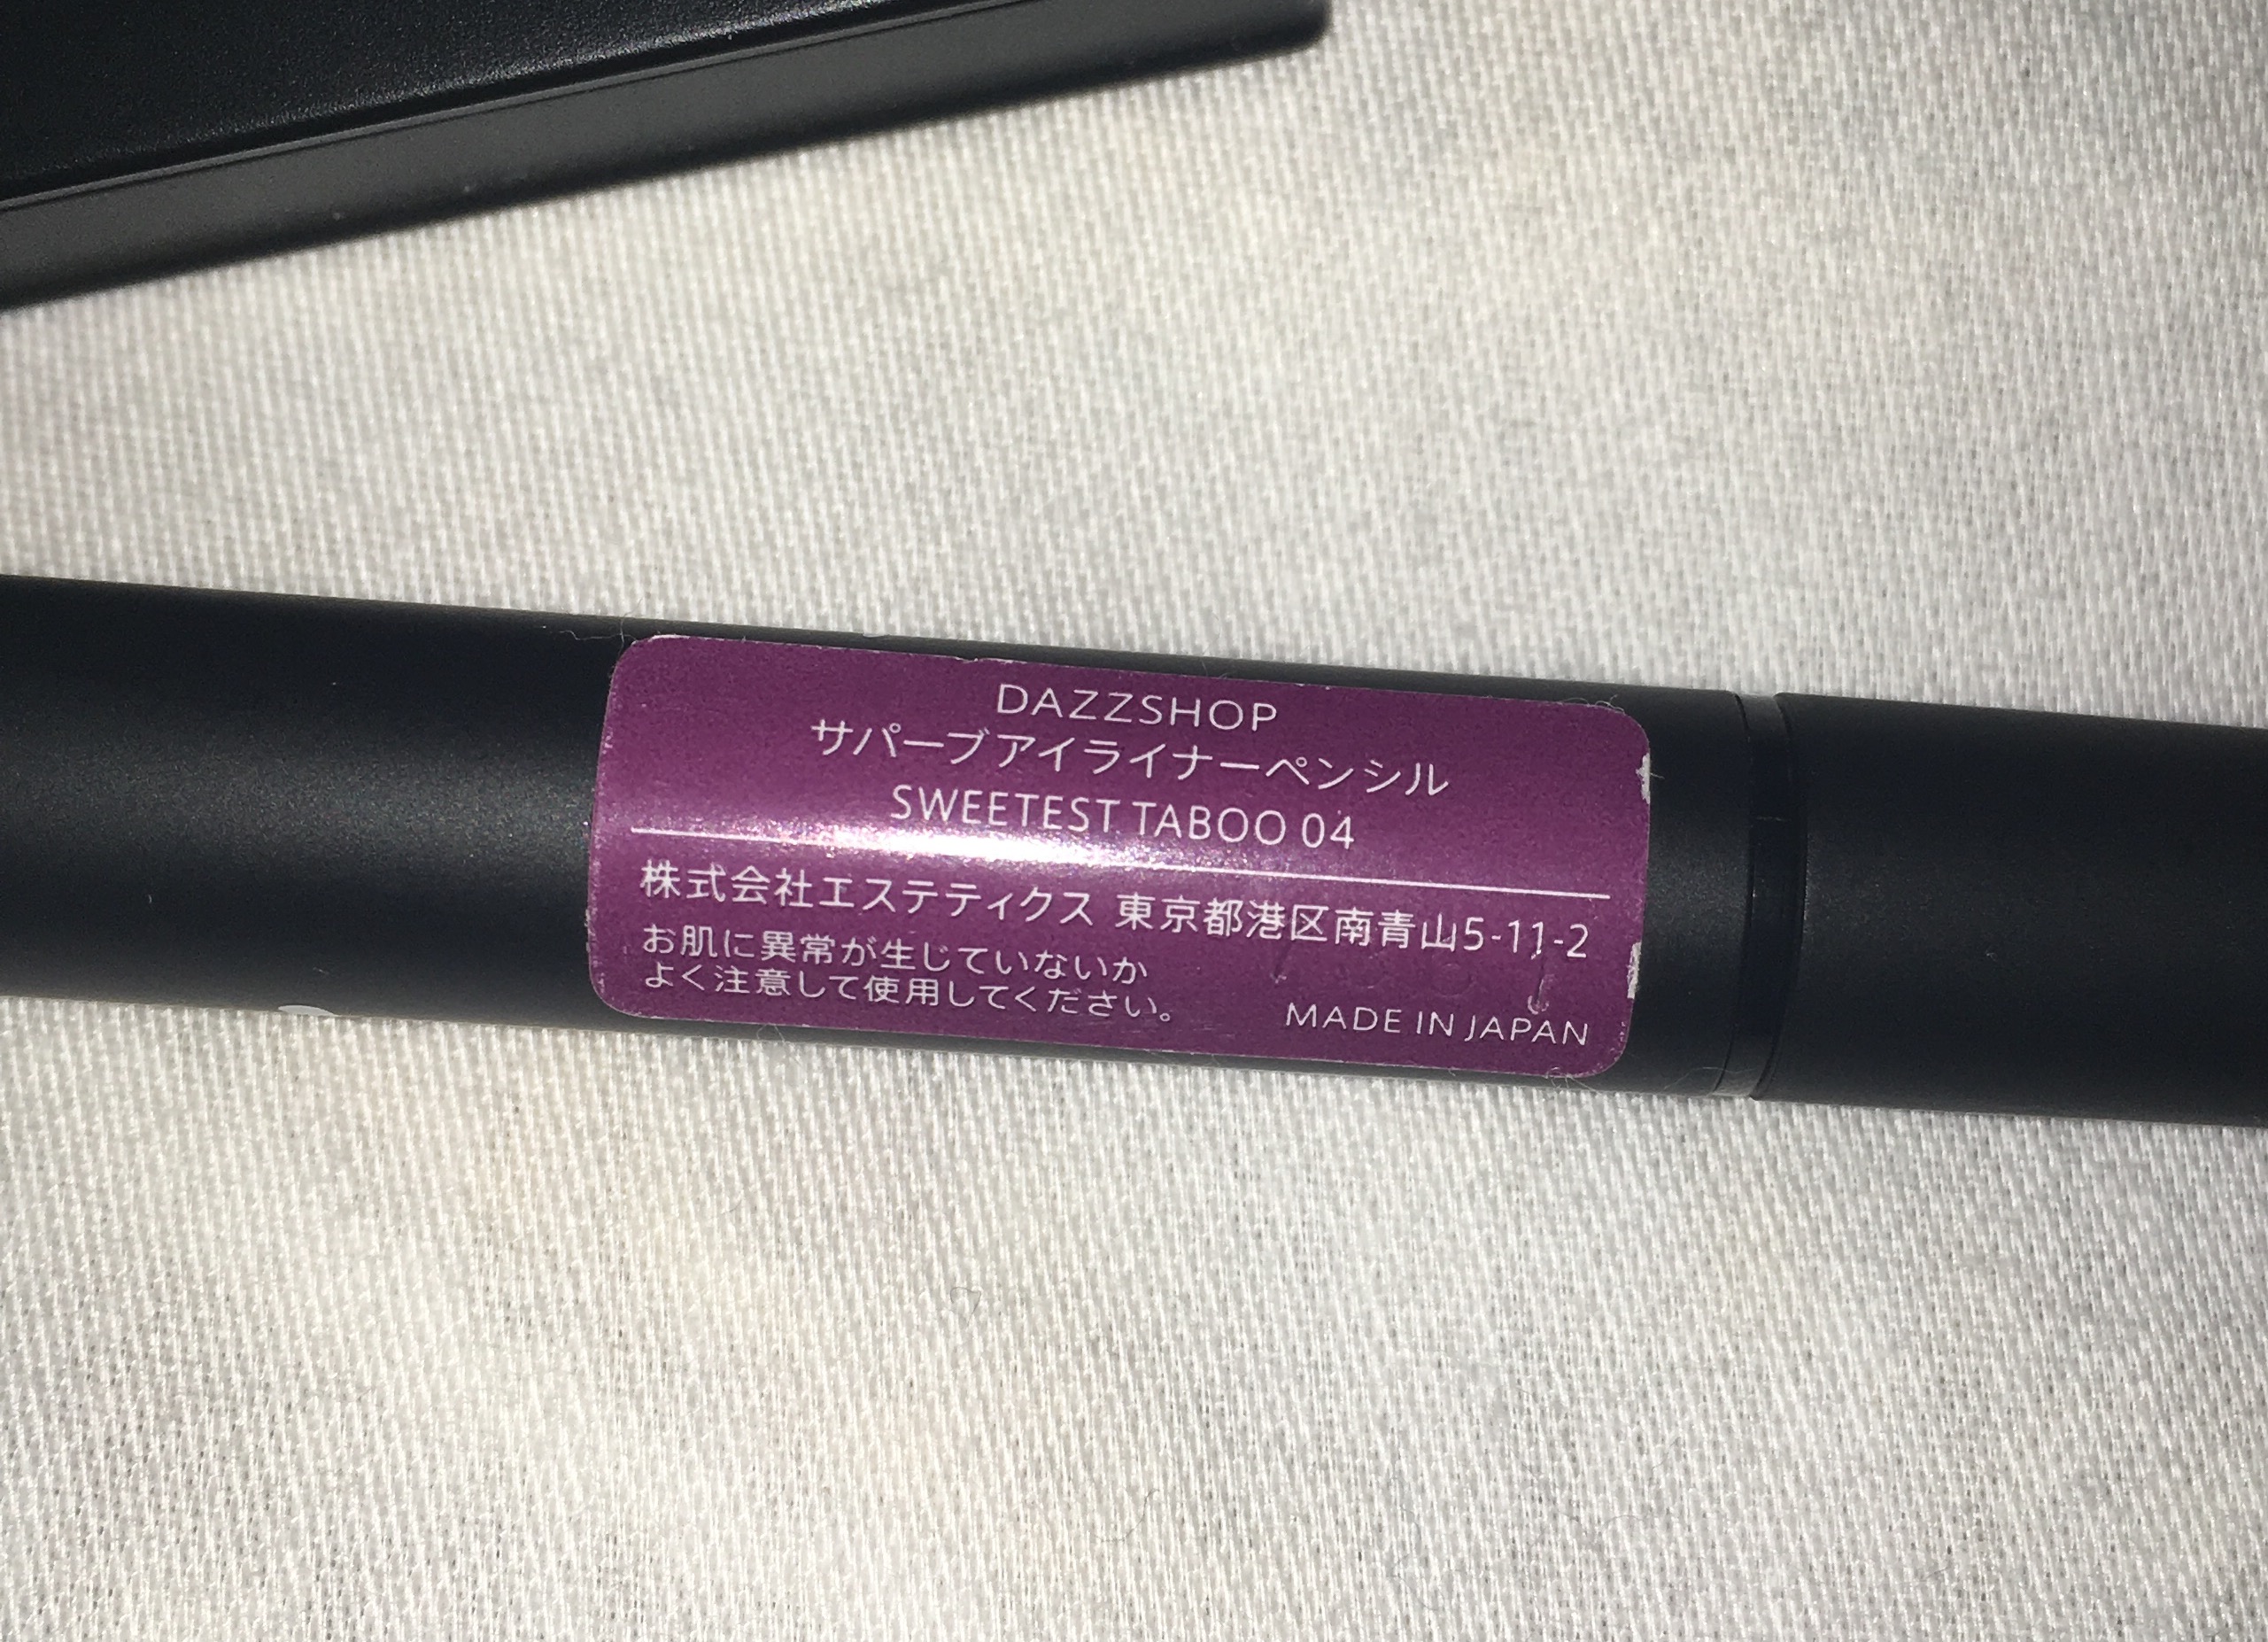 DAZZSHOP
サパーブアイライナーペンシル
SWEETEST TABOO 04
株式会社エステティクス 東京都港区南青山5-11-2
お肌に異常が生じていないか
よく注意して使用してください。
MADE IN JAPAN